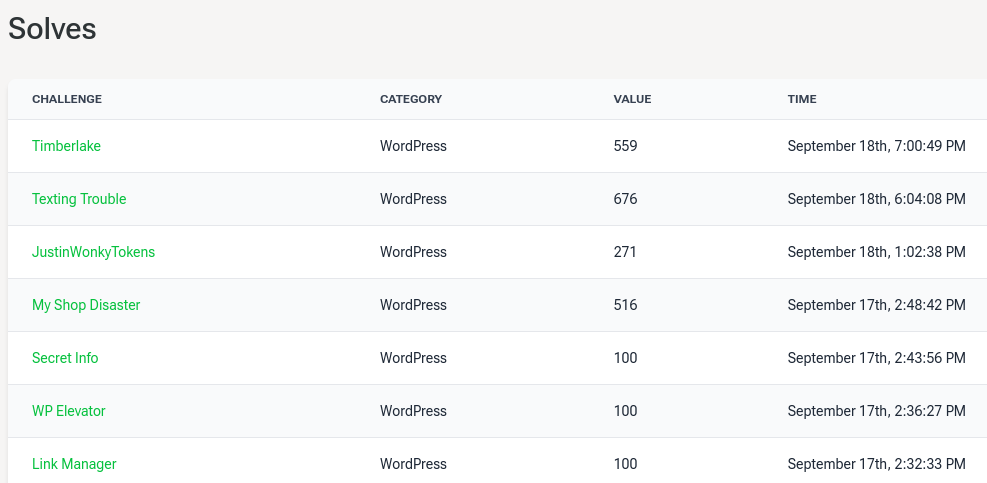 Solves
CHALLENGE CATEGORY VALUE TIME
Timberlake WordPress 559 September 18th, 7:00:49 PM
Texting Trouble WordPress 676 September 18th, 6:04:08 PM
JustinWonkyTokens WordPress 271 September 18th, 1:02:38 PM
My Shop Disaster WordPress 516 September 17th, 2:48:42 PM
Secret Info WordPress 100 September 17th, 2:43:56 PM
WP Elevator WordPress 100 September 17th, 2:36:27 PM
Link Manager WordPress 100 September 17th, 2:32:33 PM